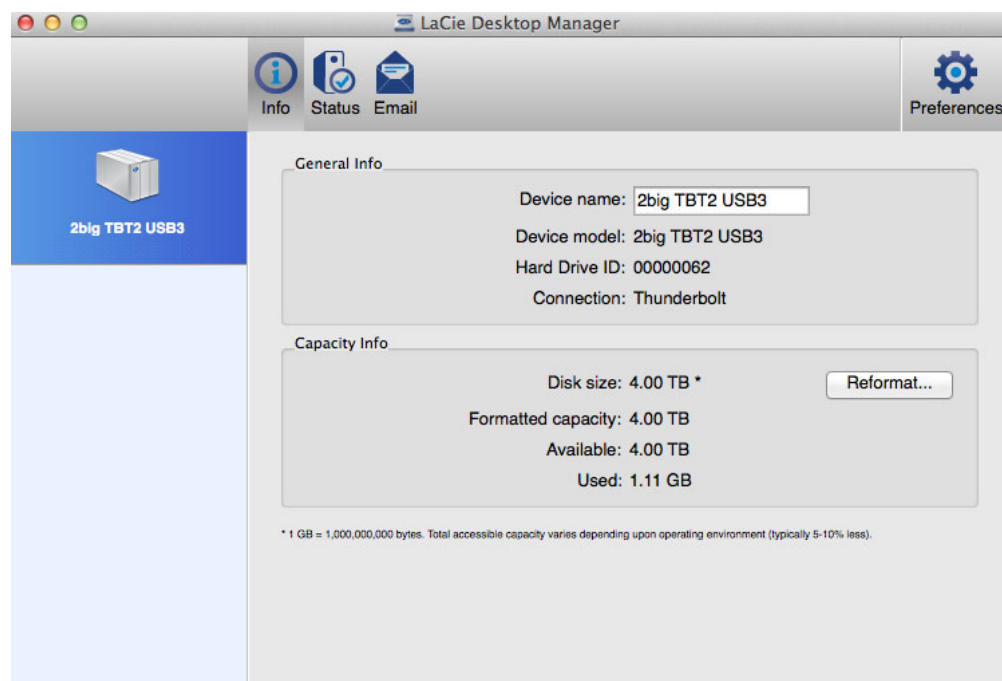 LaCie Desktop Manager
Info Status Email Preferences
2big TBT2 USB3
General Info
Device name: 2big TBT2 USB3
Device model: 2big TBT2 USB3
Hard Drive ID: 00000062
Connection: Thunderbolt
Capacity Info
Disk size: 4.00 TB * Reformat...
Formatted capacity: 4.00 TB
Available: 4.00 TB
Used: 1.11 GB
* 1 GB = 1,000,000,000 bytes. Total accessible capacity varies depending upon operating environment (typically 5-10% less).